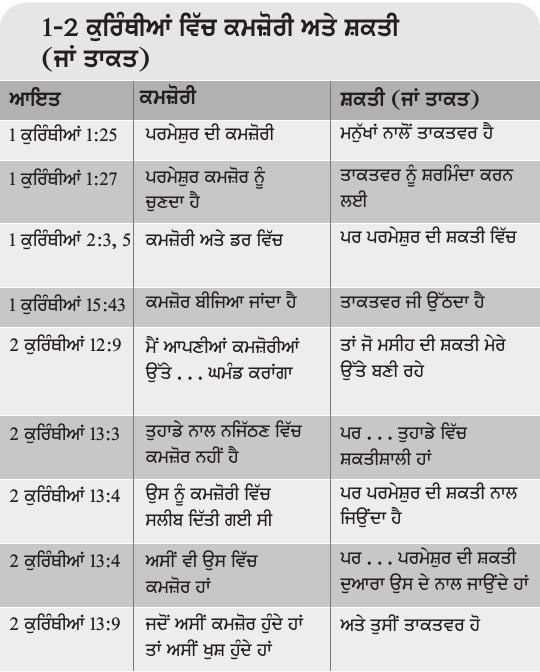 1-2 ਕੁਰਿੰਥੀਆਂ ਵਿੱਚ ਕਮਜ਼ੋਰੀ ਅਤੇ ਸ਼ਕਤੀ
(ਜਾਂ ਤਾਕਤ)
ਆਇਤ ਕਮਜ਼ੋਰੀ ਸ਼ਕਤੀ (ਜਾਂ ਤਾਕਤ)
1 ਕੁਰਿੰਥੀਆਂ 1:25 ਪਰਮੇਸ਼ੁਰ ਦੀ ਕਮਜ਼ੋਰੀ ਮਨੁੱਖਾਂ ਨਾਲੋਂ ਤਾਕਤਵਰ ਹੈ
1 ਕੁਰਿੰਥੀਆਂ 1:27 ਪਰਮੇਸ਼ੁਰ ਕਮਜ਼ੋਰ ਨੂੰ ਤਾਕਤਵਰ ਨੂੰ ਸ਼ਰਮਿੰਦਾ ਕਰਨ
ਚੁਣਦਾ ਹੈ ਲਈ
1 ਕੁਰਿੰਥੀਆਂ 2:3, 5 ਕਮਜ਼ੋਰੀ ਅਤੇ ਡਰ ਵਿੱਚ ਪਰ ਪਰਮੇਸ਼ੁਰ ਦੀ ਸ਼ਕਤੀ ਵਿੱਚ
1 ਕੁਰਿੰਥੀਆਂ 15:43 ਕਮਜ਼ੋਰ ਬੀਜਿਆ ਜਾਂਦਾ ਹੈ ਤਾਕਤਵਰ ਜੀ ਉੱਠਦਾ ਹੈ
2 ਕੁਰਿੰਥੀਆਂ 12:9 ਮੈਂ ਆਪਣੀਆਂ ਕਮਜ਼ੋਰੀਆਂ ਤਾਂ ਜੋ ਮਸੀਹ ਦੀ ਸ਼ਕਤੀ ਮੇਰੇ
ਉੱਤੇ . . . ਘਮੰਡ ਕਰਾਂਗਾ ਉੱਤੇ ਬਣੀ ਰਹੇ
2 ਕੁਰਿੰਥੀਆਂ 13:3 ਤੁਹਾਡੇ ਨਾਲ ਨਜਿੱਠਣ ਵਿੱਚ ਪਰ . . . ਤੁਹਾਡੇ ਵਿੱਚ
ਕਮਜ਼ੋਰ ਨਹੀਂ ਹੈ ਸ਼ਕਤੀਸ਼ਾਲੀ ਹਾਂ
2 ਕੁਰਿੰਥੀਆਂ 13:4 ਉਸ ਨੂੰ ਕਮਜ਼ੋਰੀ ਵਿੱਚ ਪਰ ਪਰਮੇਸ਼ੁਰ ਦੀ ਸ਼ਕਤੀ ਨਾਲ
ਸਲੀਬ ਦਿੱਤੀ ਗਈ ਸੀ ਜਿਉਂਦਾ ਹੈ
2 ਕੁਰਿੰਥੀਆਂ 13:4 ਅਸੀਂ ਵੀ ਉਸ ਵਿੱਚ ਪਰ . . . ਪਰਮੇਸ਼ੁਰ ਦੀ ਸ਼ਕਤੀ
ਕਮਜ਼ੋਰ ਹਾਂ ਦੁਆਰਾ ਉਸ ਦੇ ਨਾਲ ਜਾਉਂਦੇ ਹਾਂ
2 ਕੁਰਿੰਥੀਆਂ 13:9 ਜਦੋਂ ਅਸੀਂ ਕਮਜ਼ੋਰ ਹੁੰਦੇ ਹਾਂ ਅਤੇ ਤੁਸੀਂ ਤਾਕਤਵਰ ਹੋ
ਤਾਂ ਅਸੀਂ ਖੁਸ਼ ਹੁੰਦੇ ਹਾਂ